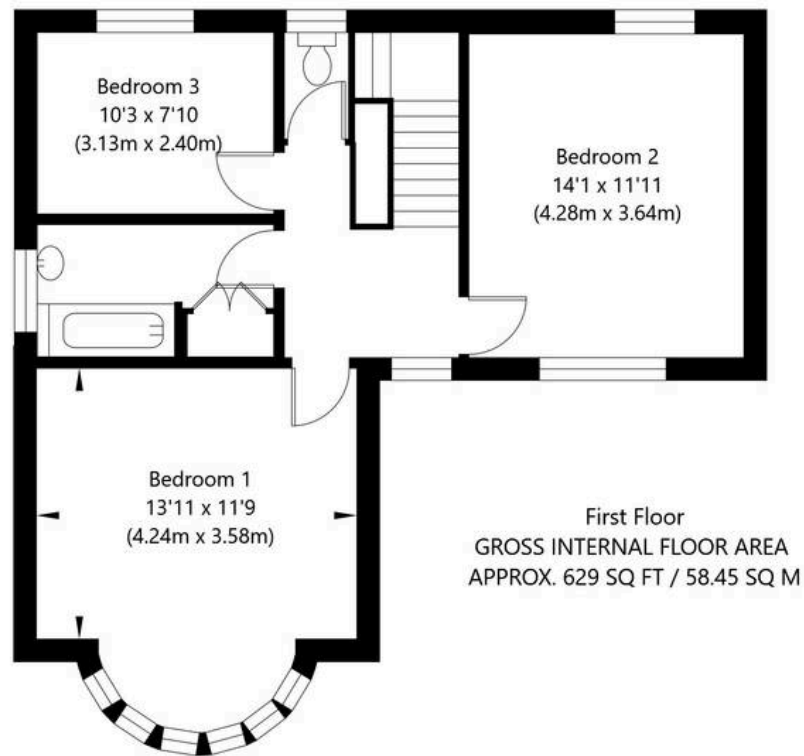 Bedroom 3
10'3 x 7'10
(3.13m x 2.40m)
Bedroom 2
14'1 x 11'11
(4.28m x 3.64m)
Bedroom 1
13'11 x 11'9
(4.24m x 3.58m)
First Floor
GROSS INTERNAL FLOOR AREA
APPROX. 629 SQ FT / 58.45 SQ M